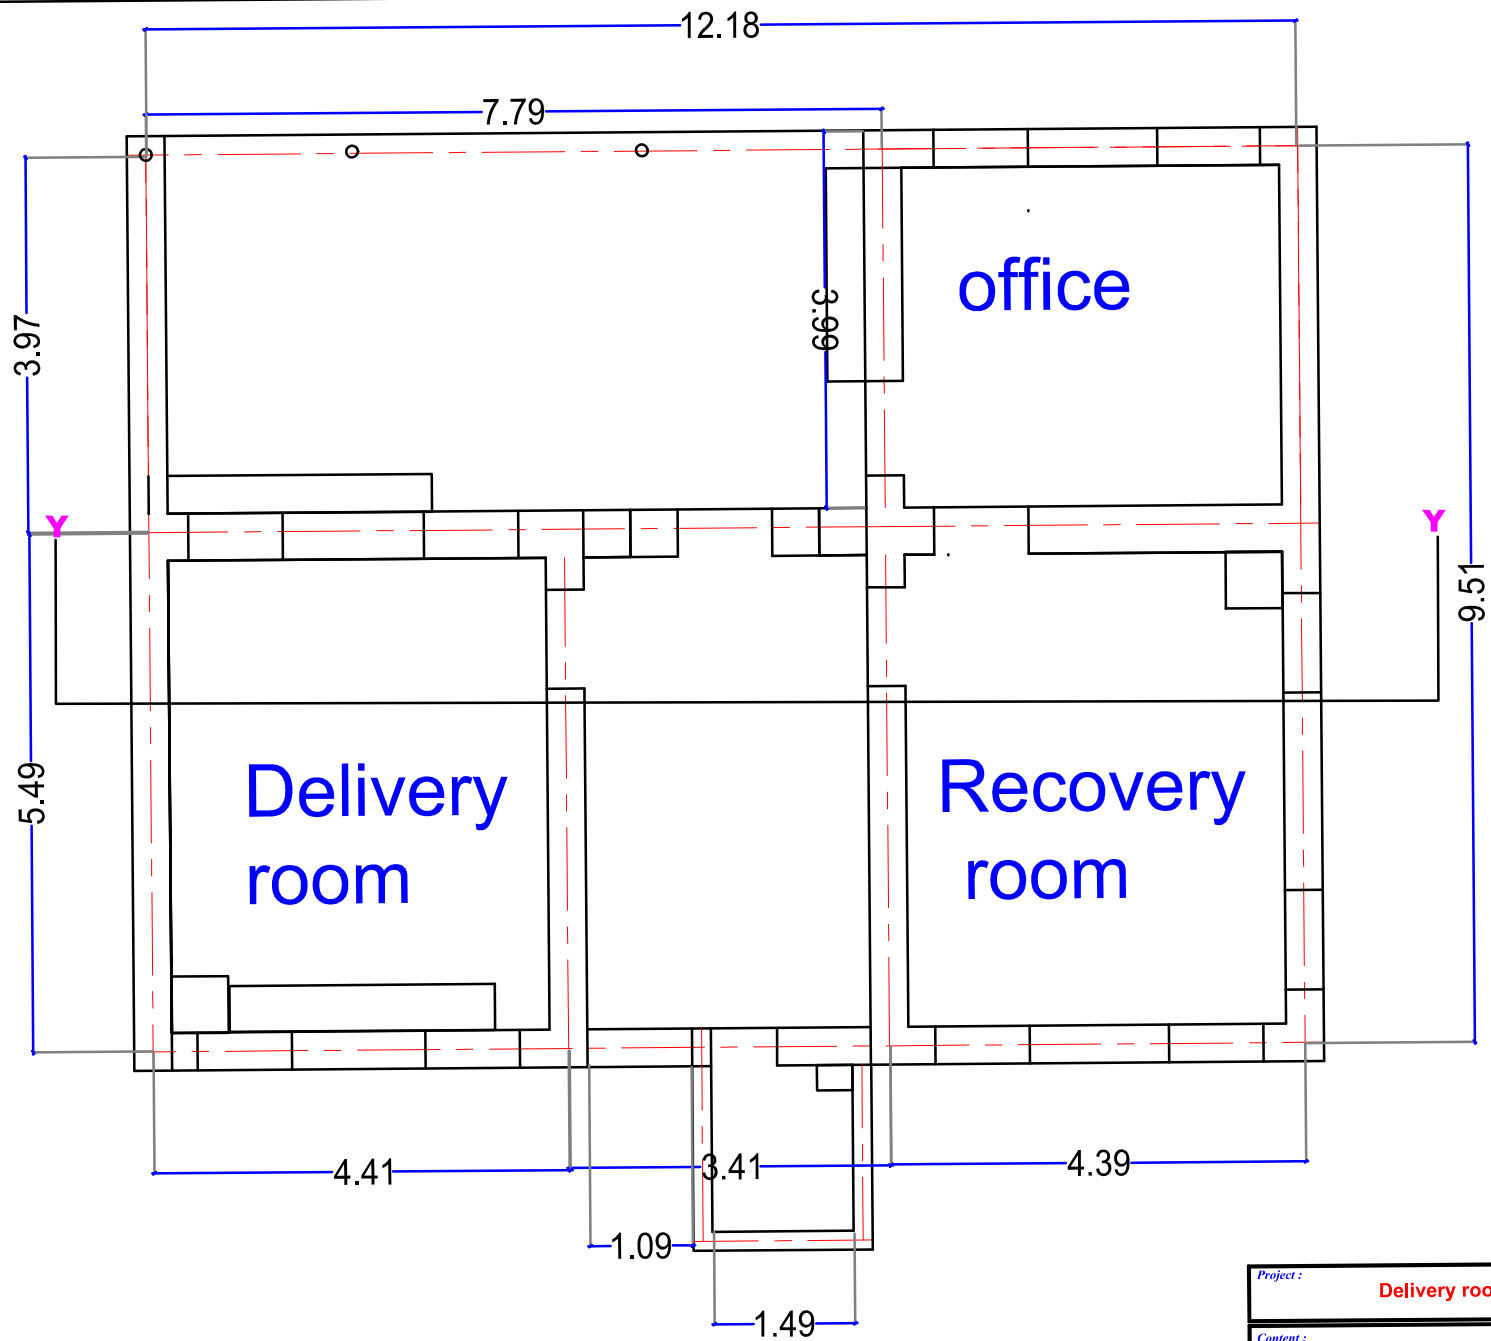 12.18
7.79
3.97
3.99
office
Y
Y
9.51
5.49
Delivery
room
Recovery
room
4.41
3.41
4.39
1.09
1.49
Project :
Delivery roo
Content :